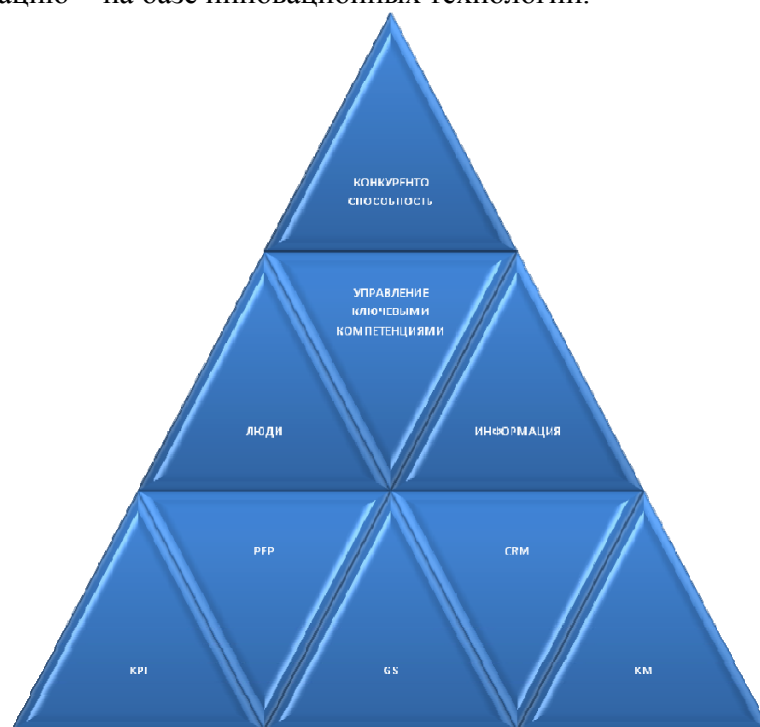 на базе инновационных технологий.
КОНКУРЕНТО
СПОСОБНОСТЬ
УПРАВЛЕНИЕ
КЛЮЧЕВЫМИ
КОМПЕТЕНЦИЯМИ
ЛЮДИ
ИНФОРМАЦИЯ
PFP
CRM
KPI
GS
KM